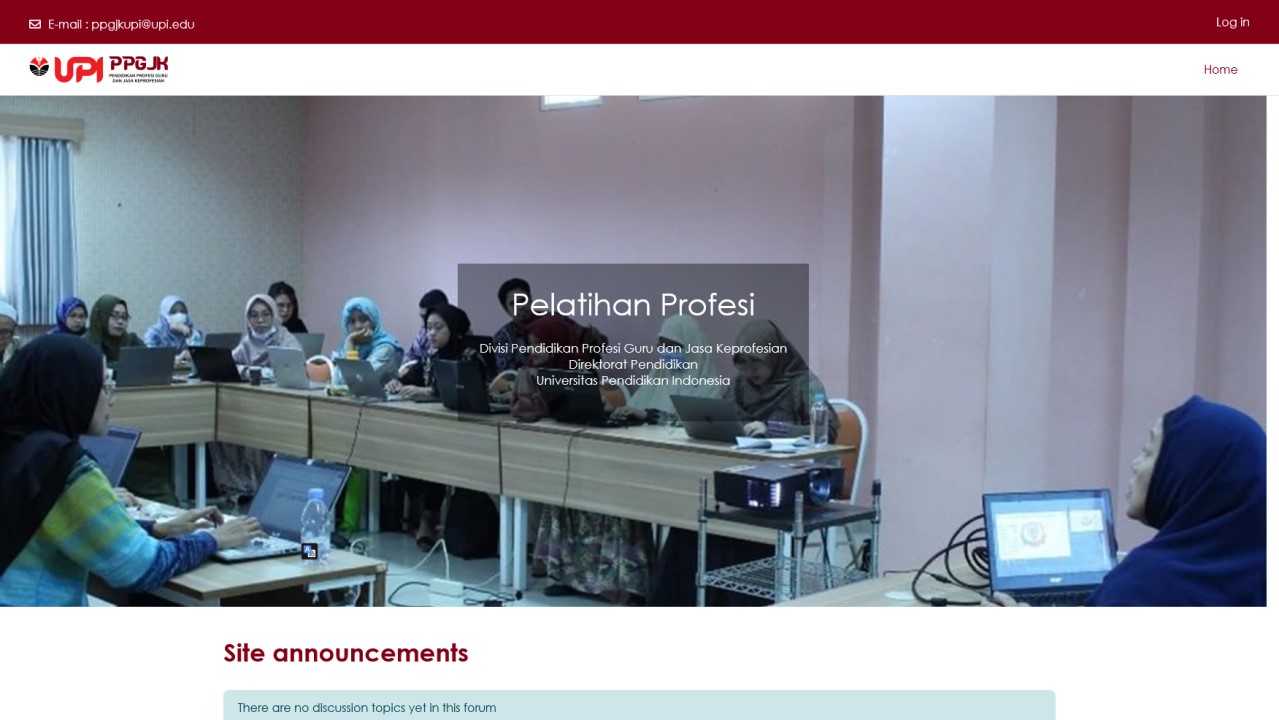 E-mail : ppgjkupi@upi.edu
Log in
UPI PPGJK
PENDIDIKAN PROFESI GURU
DAN JASA KEPROFESIAN
Home
Pelatihan Profesi
Divisi Pendidikan Profesi Guru dan Jasa Keprofesian
Direktorat Pendidikan
Universitas Pendidikan Indonesia
Site announcements
There are no discussion topics yet in this forum